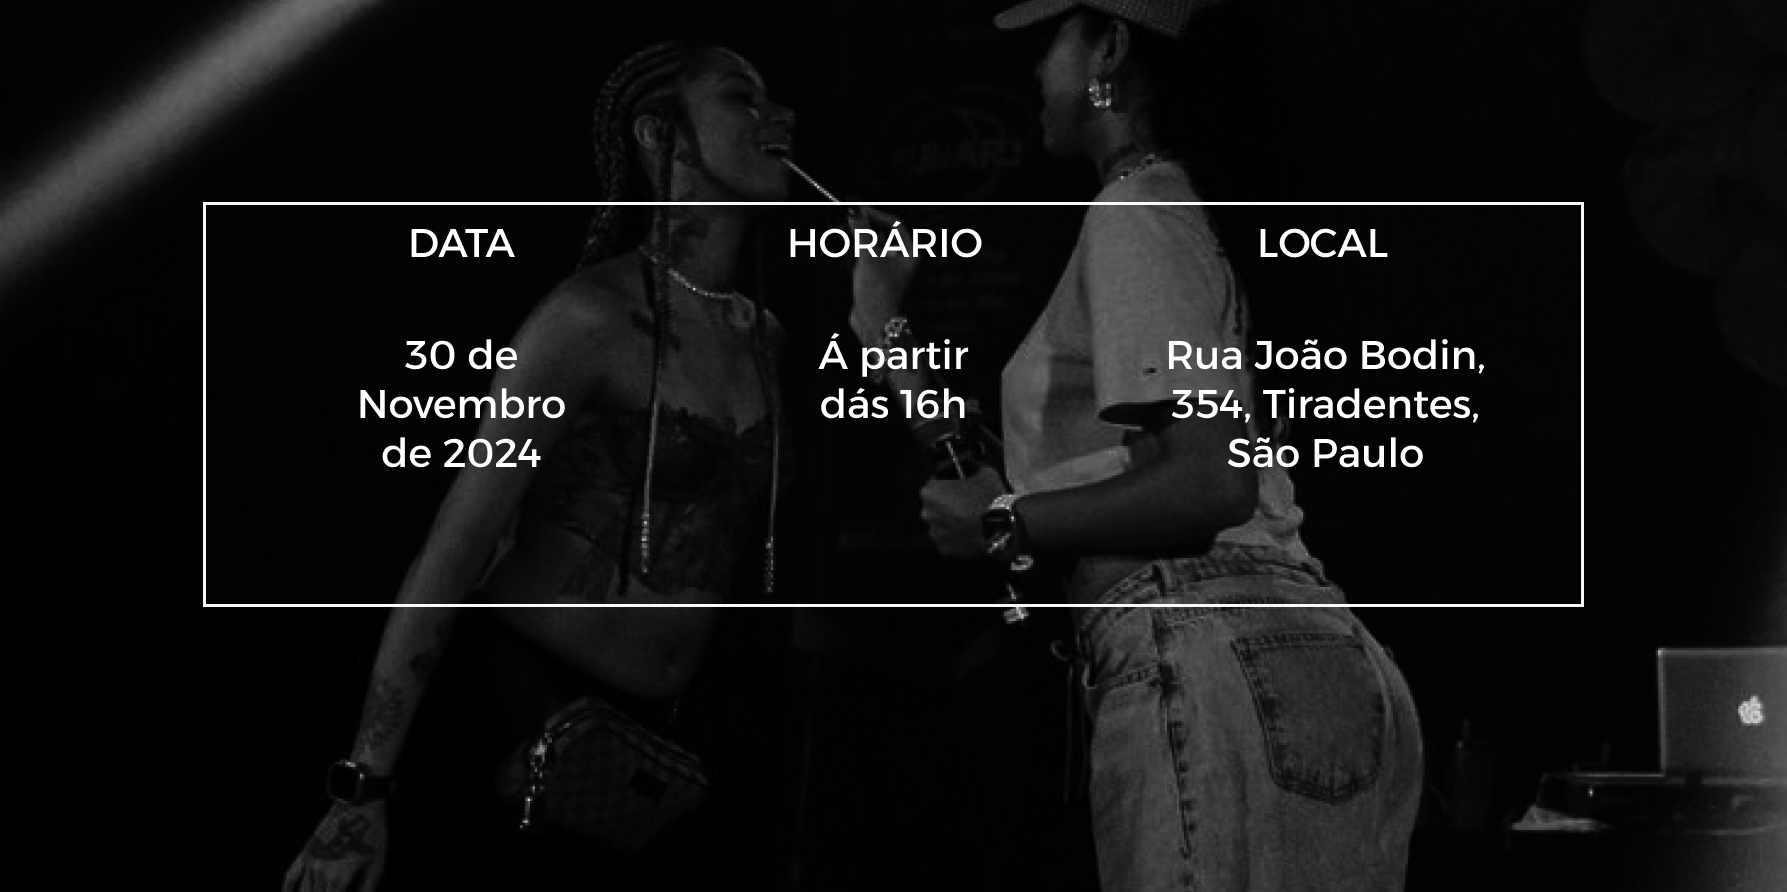 DATA
30 de
Novembro
de 2024
HORÁRIO
Á partir
dás 16h
LOCAL
Rua João Bodin,
354, Tiradentes,
São Paulo